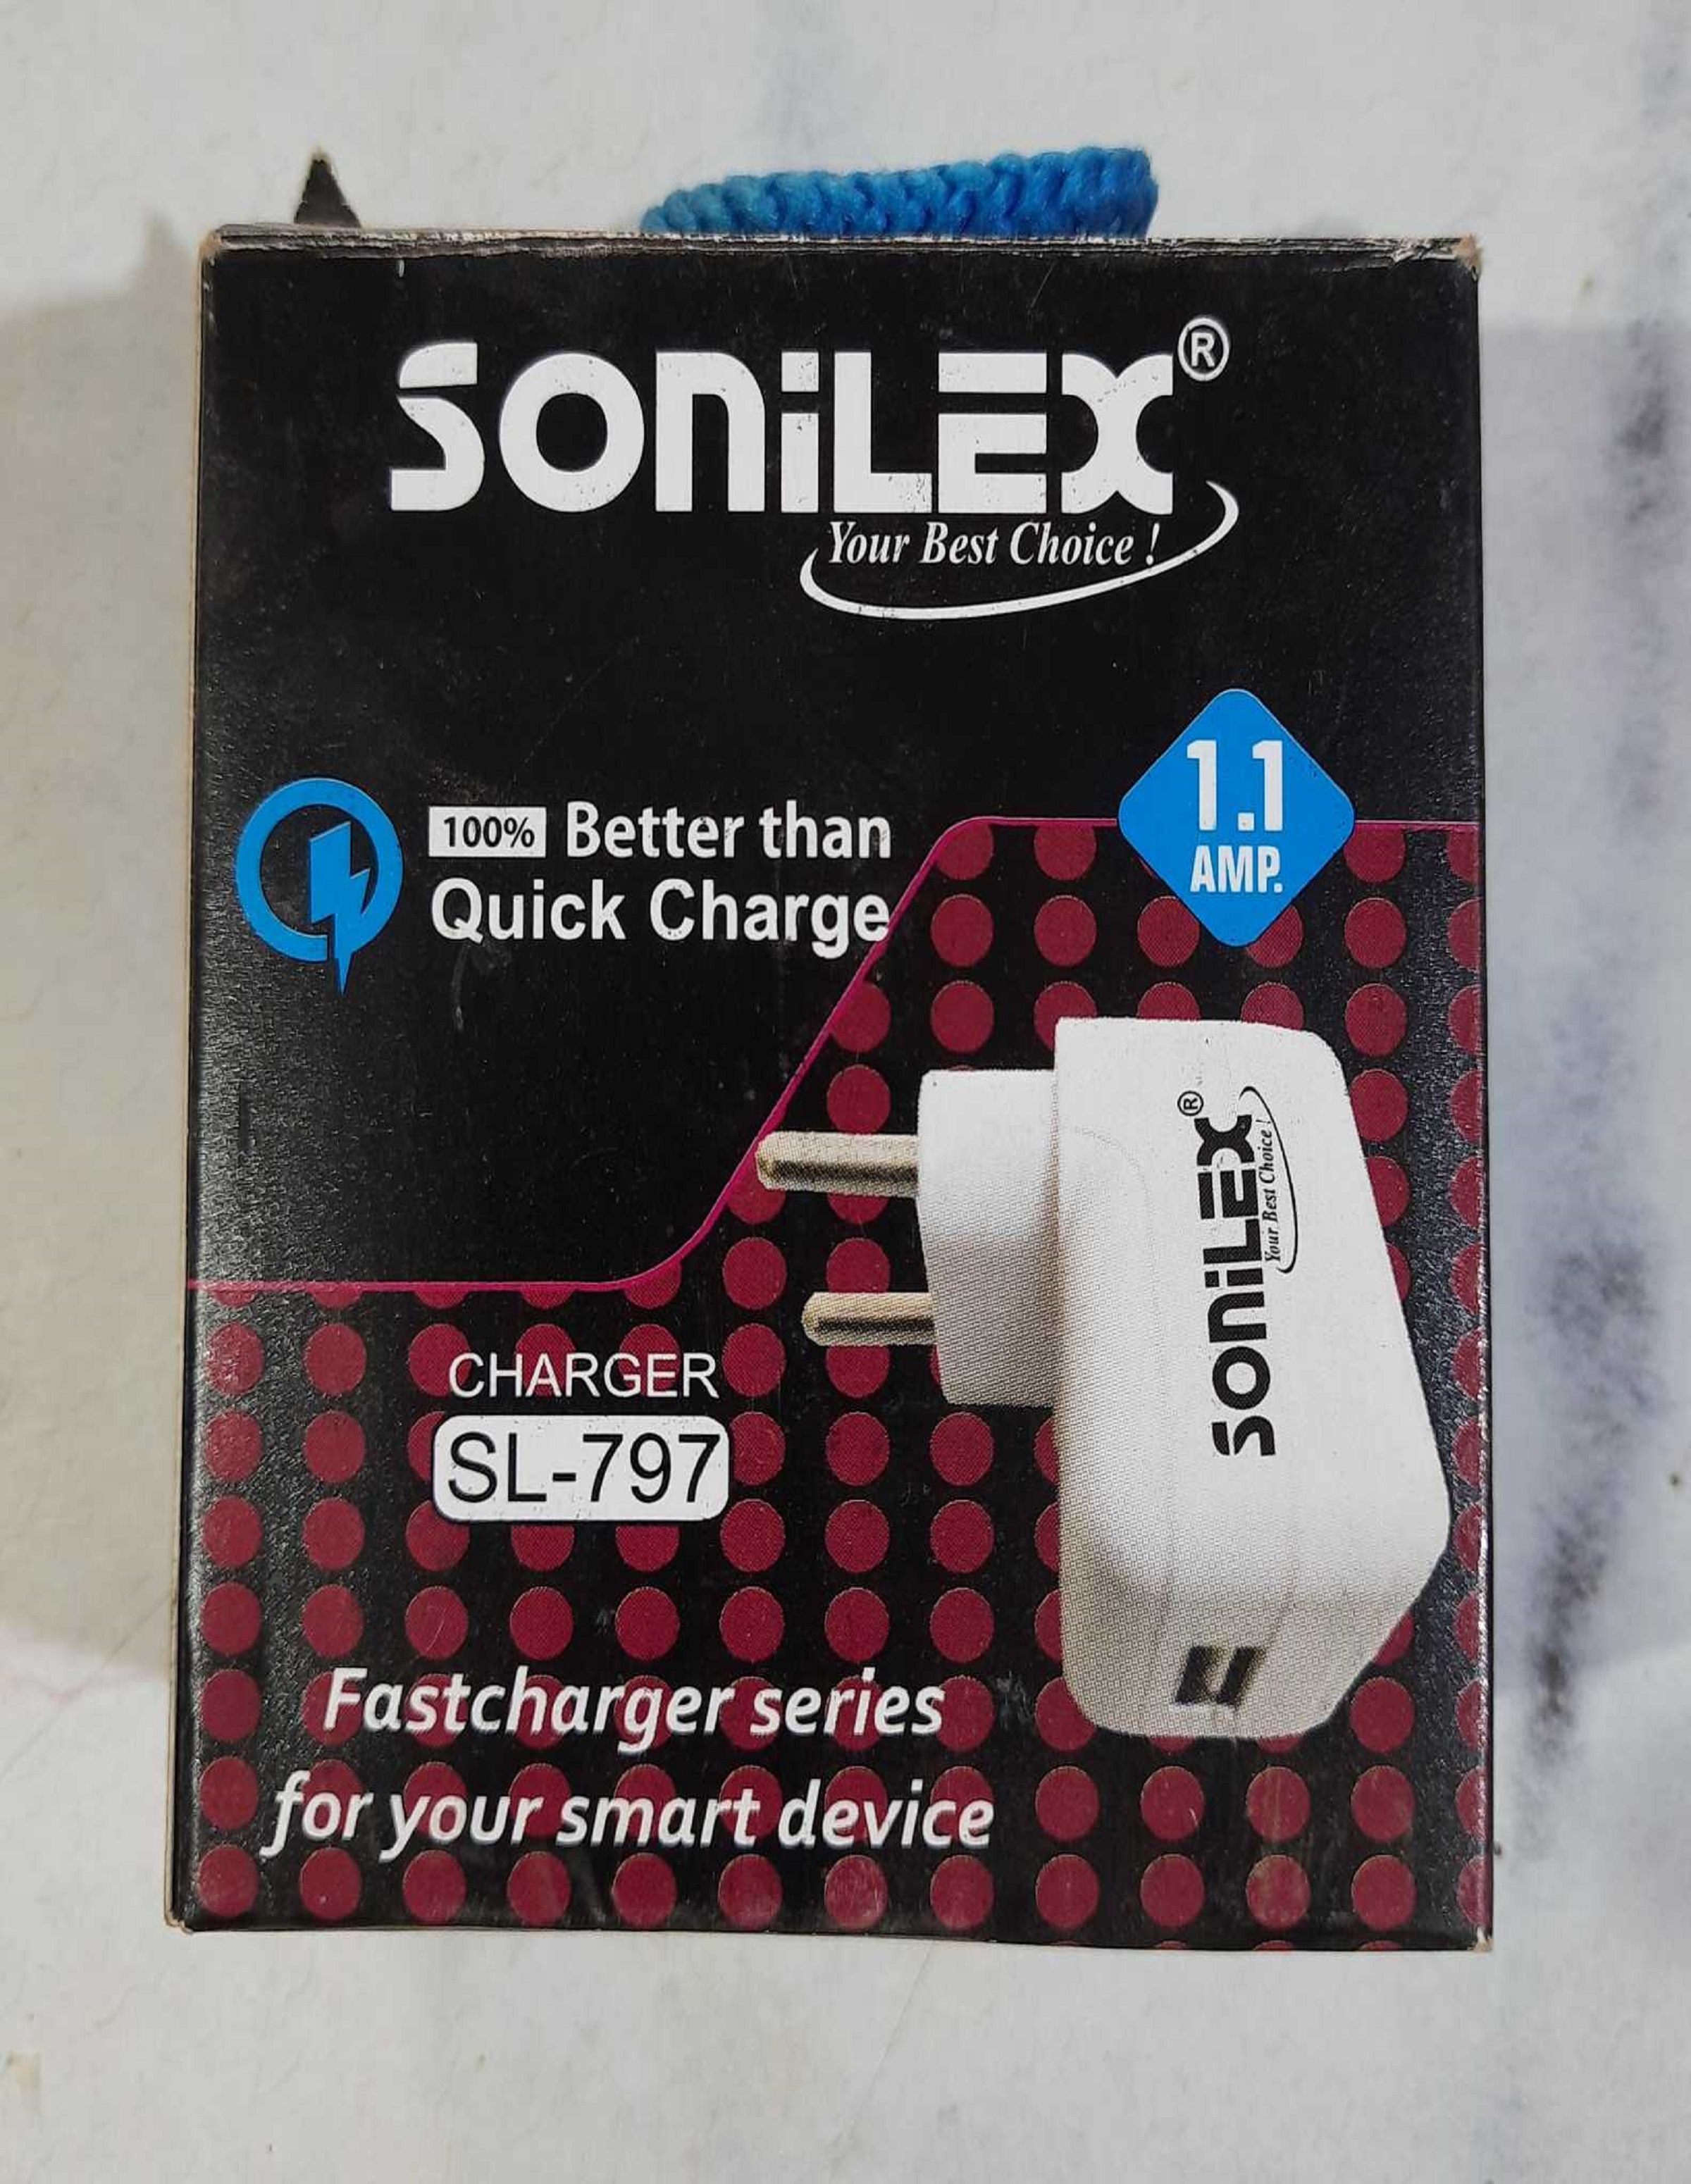 SONiLEX®
Your Best Choice !
1.1
AMP.
100% Better than
Quick Charge
SONiLEX®
Your Best Choice !
CHARGER
SL-797
Fastcharger series
for your smart device